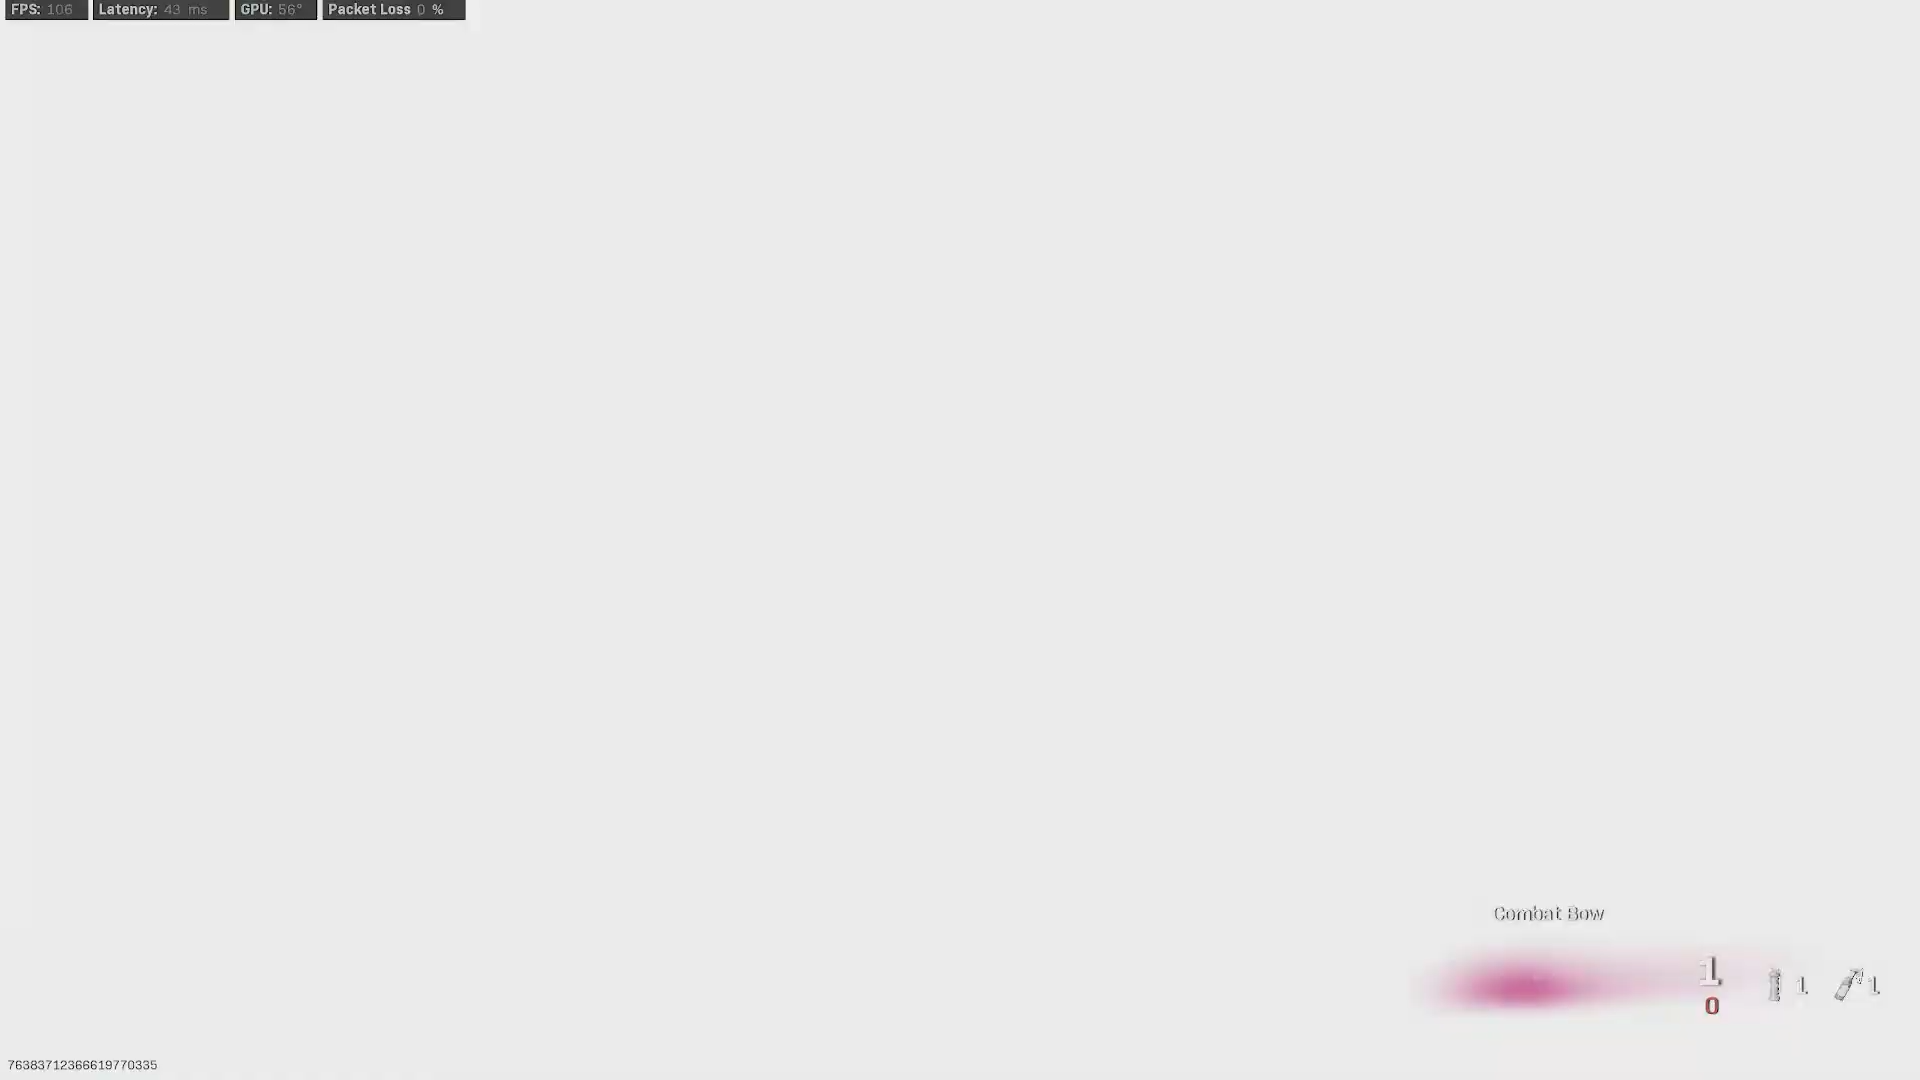 FPS: 106 Latency: 43 ms GPU: 56° Packet Loss 0 %
Combat Bow
1
0
1 1
76383712366619770335